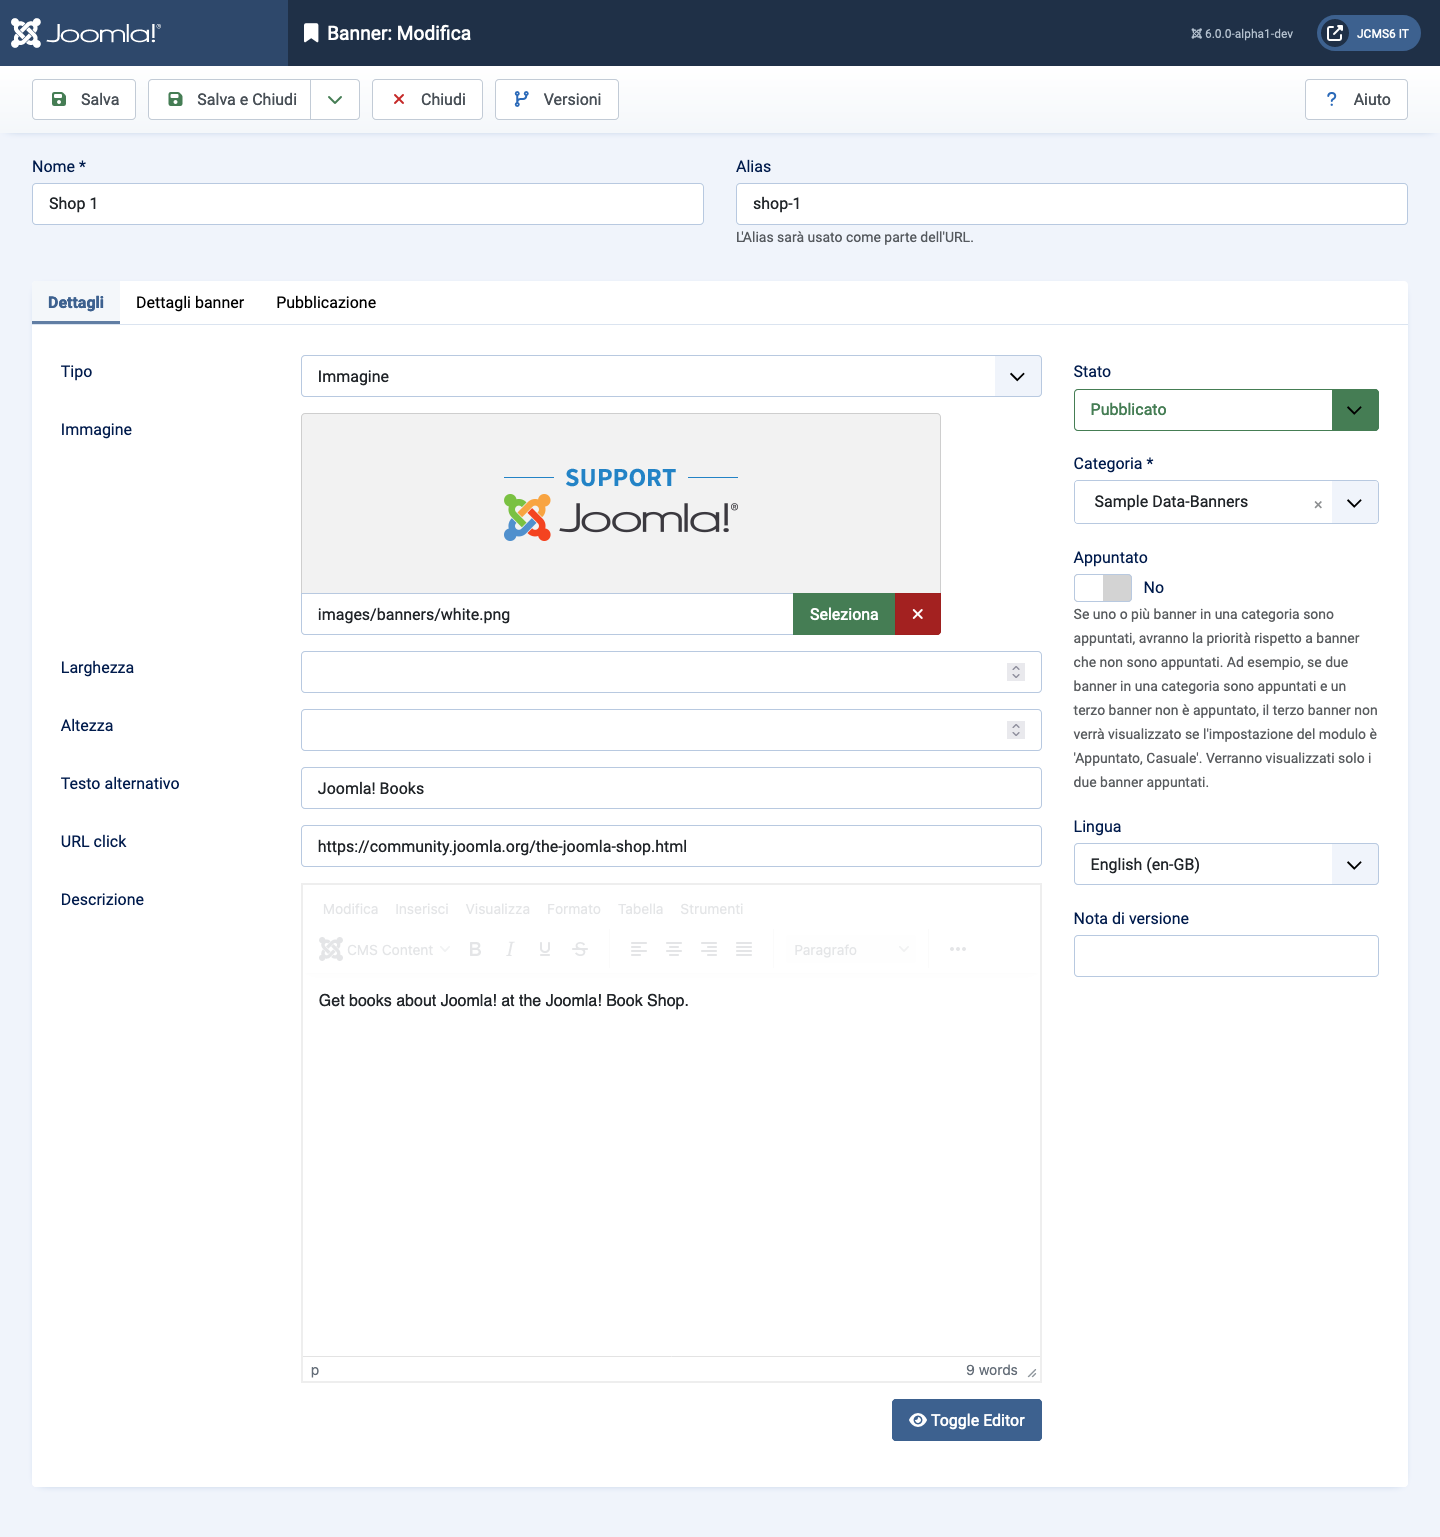 Joomla!®
Banner: Modifica
6.0.0-alpha1-dev
JCMS6 IT
Salva
Salva e Chiudi
Chiudi
Versioni
? Aiuto
Nome *
Shop 1
Alias
shop-1
L'Alias sarà usato come parte dell'URL.
Dettagli
Dettagli banner
Pubblicazione
Tipo
Immagine
Immagine
SUPPORT
Joomla!®
images/banners/white.png
Seleziona
Larghezza
Altezza
Testo alternativo
Joomla! Books
URL click
https://community.joomla.org/the-joomla-shop.html
Descrizione
Modifica Inserisci Visualizza Formato Tabella Strumenti
CMS Content B I U S Paragrafo
Get books about Joomla! at the Joomla! Book Shop.
p
9 words
Toggle Editor
Stato
Pubblicato
Categoria *
Sample Data-Banners ×
Appuntato
No
Se uno o più banner in una categoria sono
appuntati, avranno la priorità rispetto a banner
che non sono appuntati. Ad esempio, se due
banner in una categoria sono appuntati e un
terzo banner non è appuntato, il terzo banner non
verrà visualizzato se l'impostazione del modulo è
'Appuntato, Casuale'. Verranno visualizzati solo i
due banner appuntati.
Lingua
English (en-GB)
Nota di versione